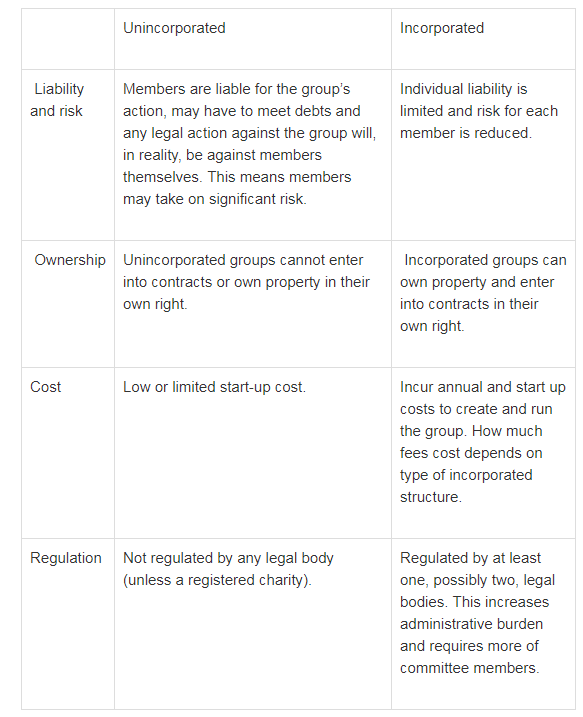 Unincorporated
Incorporated
Liability
and risk
Members are liable for the group's
action, may have to meet debts and
any legal action against the group will,
in reality, be against members
themselves. This means members
may take on significant risk.
Individual liability is
limited and risk for each
member is reduced.
Ownership
Unincorporated groups cannot enter
into contracts or own property in their
own right.
Incorporated groups can
own property and enter
into contracts in their
own right.
Cost
Low or limited start-up cost.
Incur annual and start up
costs to create and run
the group. How much
fees cost depends on
type of incorporated
structure.
Regulation
Not regulated by any legal body
(unless a registered charity).
Regulated by at least
one, possibly two, legal
bodies. This increases
administrative burden
and requires more of
committee members.